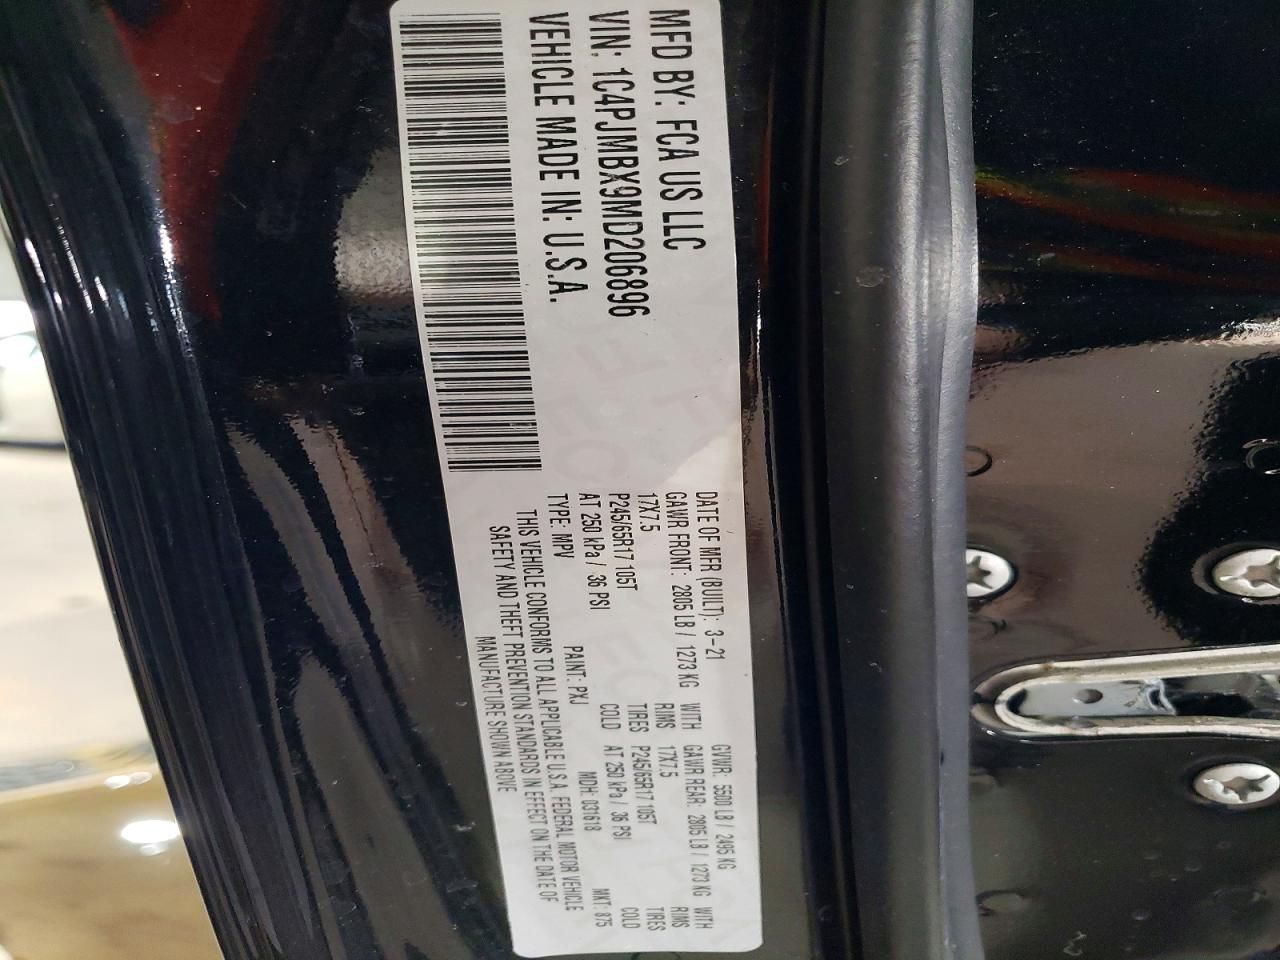 MFD BY: FCA US LLC
VIN: 1C4PJMBX9MD206896
VEHICLE MADE IN: U.S.A.
DATE OF MFR (BUILT): 3-21 GVWR: 5500 LB / 2495 KG
GAWR FRONT: 2805 LB / 1273 KG WITH GAWR REAR: 2805 LB / 1273 KG WITH
17X7.5 RIMS 17X7.5 RIMS
P245/65R17 105T TIRES P245/65R17 105T TIRES
AT 250 kPa / 36 PSI COLD AT 250 kPa / 36 PSI COLD
TYPE: MPV PAINT: PXJ MDH: 031618 MKT: 875
THIS VEHICLE CONFORMS TO ALL APPLICABLE U.S.A. FEDERAL MOTOR VEHICLE
SAFETY AND THEFT PREVENTION STANDARDS IN EFFECT ON THE DATE OF
MANUFACTURE SHOWN ABOVE